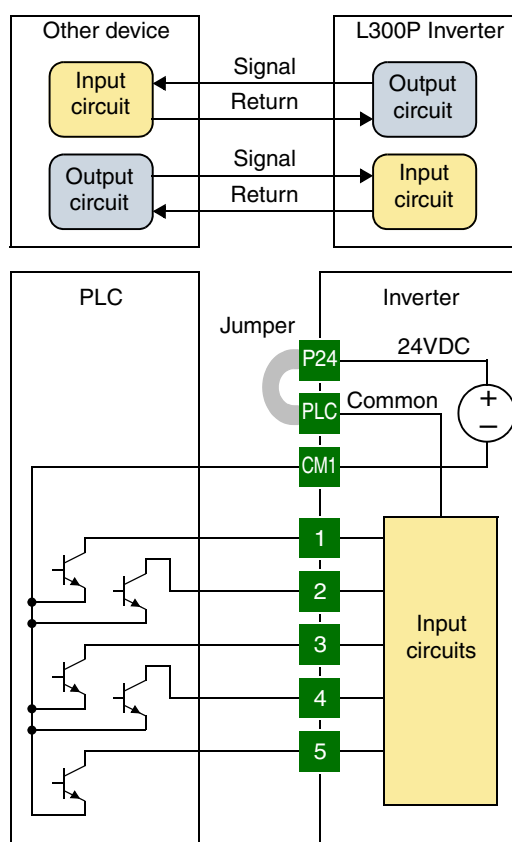 Other device
L300P Inverter
Input
circuit
Signal
Return
Output
circuit
Output
circuit
Signal
Return
Input
circuit
PLC
Inverter
Jumper
P24
24VDC
PLC
Common
+
−
CM1
1
2
3
4
5
Input
circuits